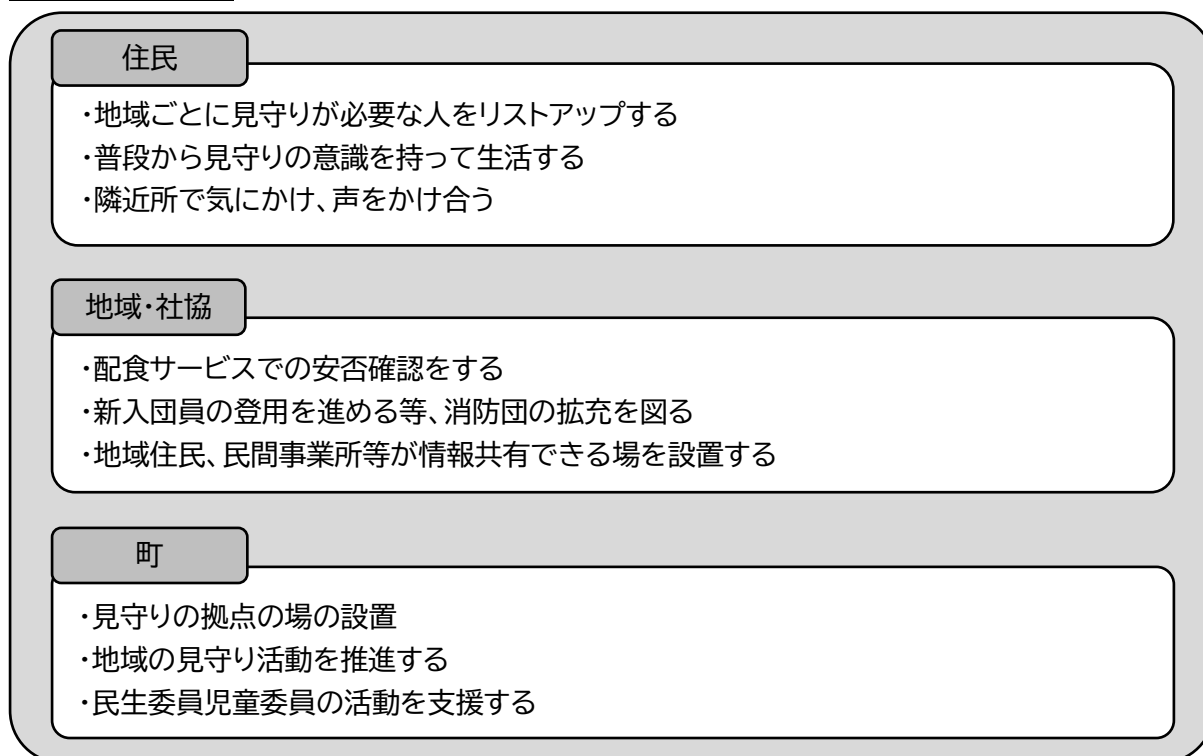 住民
・地域ごとに見守りが必要な人をリストアップする
・普段から見守りの意識を持って生活する
・隣近所で気にかけ、声をかけ合う
地域・社協
・配食サービスでの安否確認をする
・新入団員の登用を進める等、消防団の拡充を図る
・地域住民、民間事業所等が情報共有できる場を設置する
町
・見守りの拠点の場の設置
・地域の見守り活動を推進する
・民生委員児童委員の活動を支援する